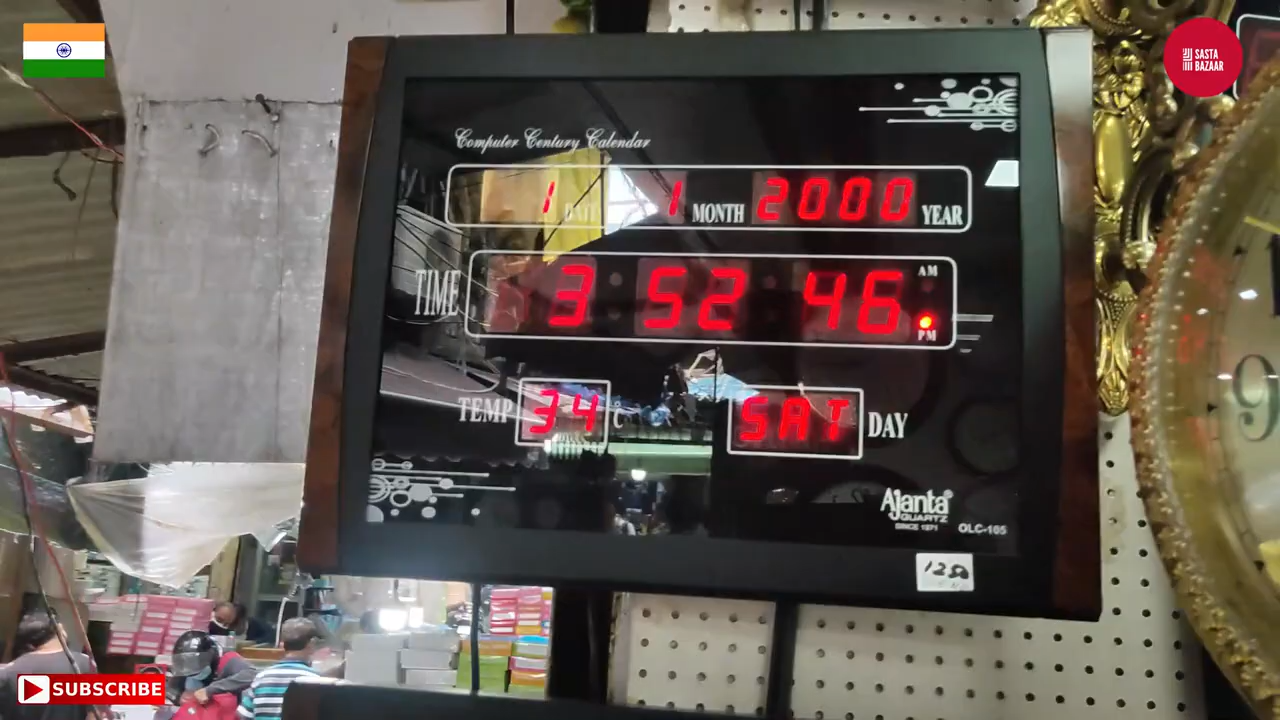 SASTA
BAZAAR
Computer Century Calendar
1 DATE 1 MONTH 2000 YEAR
TIME 3 52 46 AM
PM
TEMP 34 °C SAT DAY
Ajanta®
QUARTZ
SINCE 1971
OLC-105
1250
9
SUBSCRIBE